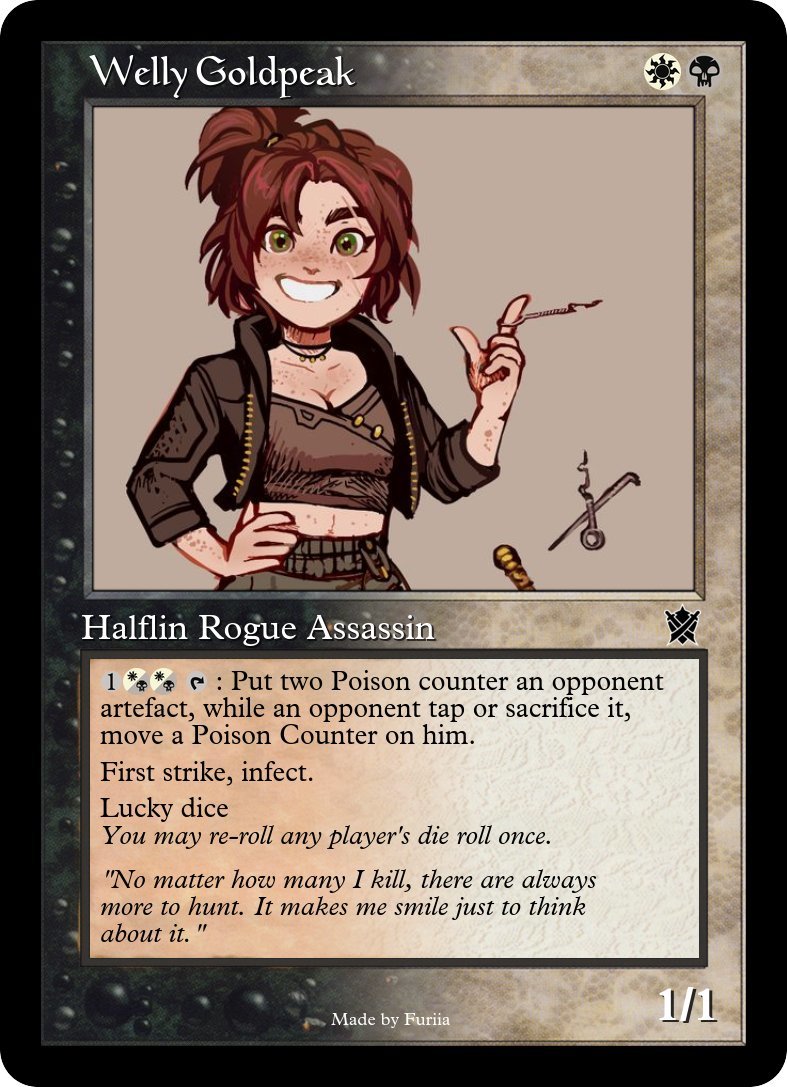 Welly Goldpeak
Halflin Rogue Assassin
1 : Put two Poison counter an opponent
artefact, while an opponent tap or sacrifice it,
move a Poison Counter on him.
First strike, infect.
Lucky dice
You may re-roll any player's die roll once.
"No matter how many I kill, there are always
more to hunt. It makes me smile just to think
about it."
Made by Furiia
1/1